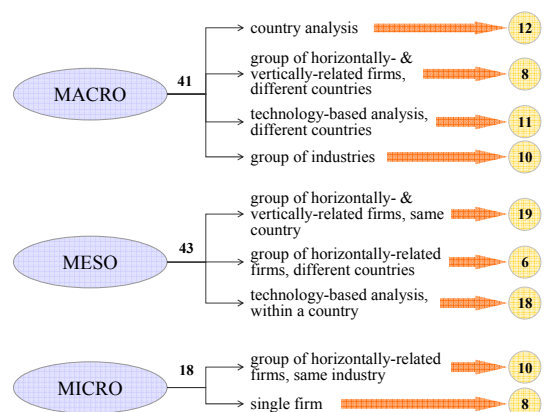 country analysis
12
41
group of horizontally- &
vertically-related firms,
different countries
8
MACRO
technology-based analysis,
different countries
11
group of industries
10
group of horizontally- &
vertically-related firms, same
country
19
43
MESO
group of horizontally-related
firms, different countries
6
technology-based analysis,
within a country
18
18
MICRO
group of horizontally-related
firms, same industry
10
single firm
8